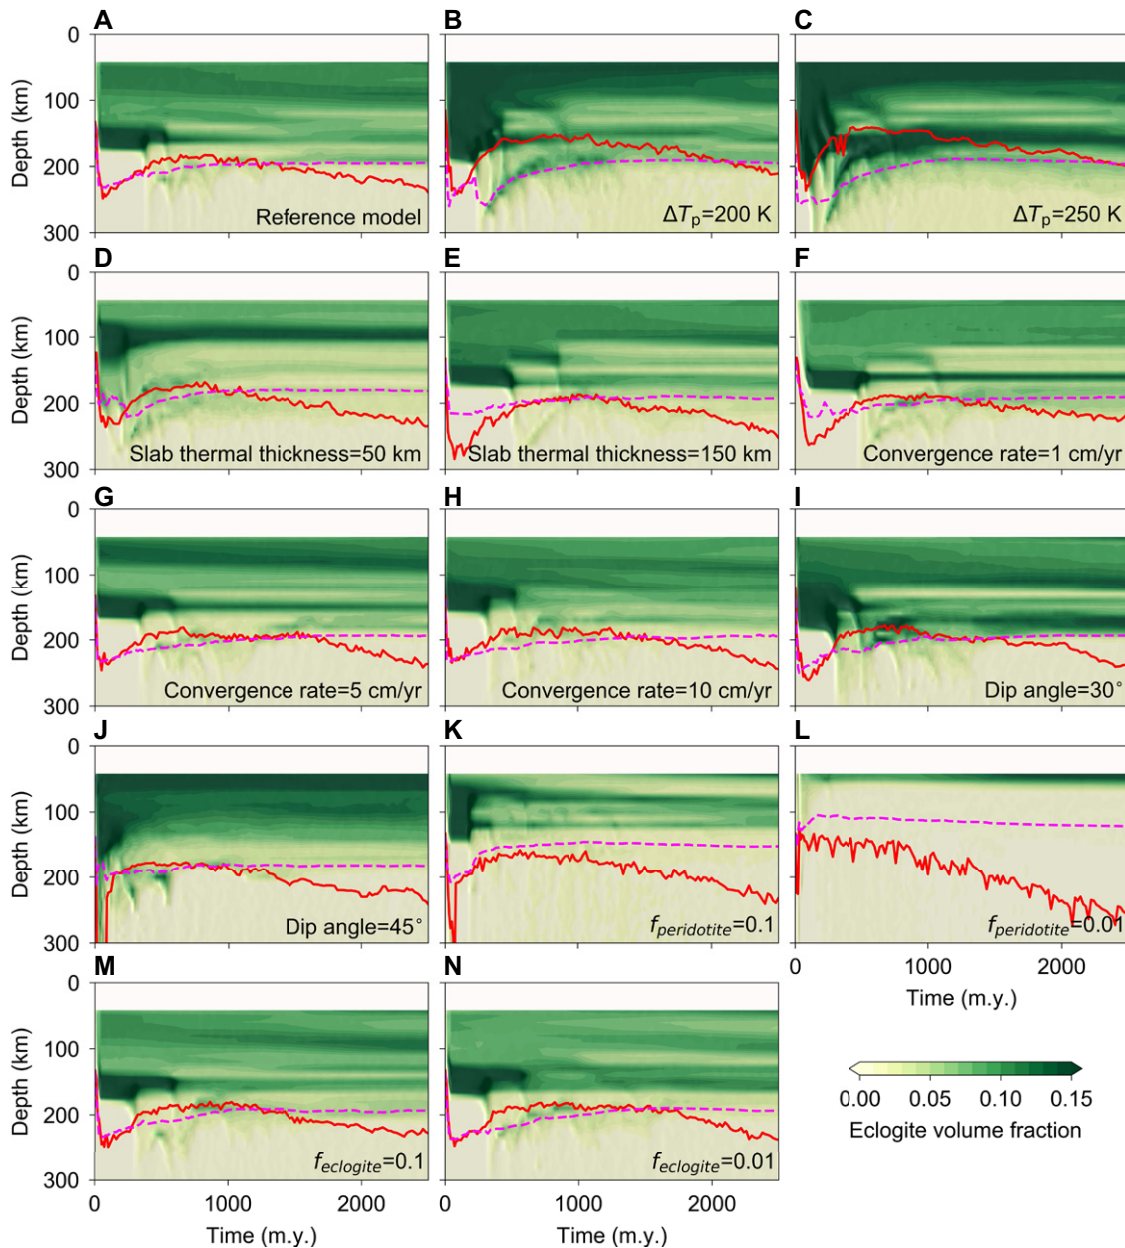 A
B
C
0
100
200
300
Depth (km)
Reference model
ΔTp=200 K
ΔTp=250 K
D
E
F
0
100
200
300
Depth (km)
Slab thermal thickness=50 km
Slab thermal thickness=150 km
Convergence rate=1 cm/yr
G
H
I
0
100
200
300
Depth (km)
Convergence rate=5 cm/yr
Convergence rate=10 cm/yr
Dip angle=30°
J
K
L
0
100
200
300
Depth (km)
Dip angle=45°
fperidotite=0.1
fperidotite=0.01
0 1000 2000
Time (m.y.)
M
N
0
100
200
300
Depth (km)
feclogite=0.1
feclogite=0.01
0 1000 2000
0 1000 2000
Time (m.y.)
Time (m.y.)
0.00 0.05 0.10 0.15
Eclogite volume fraction